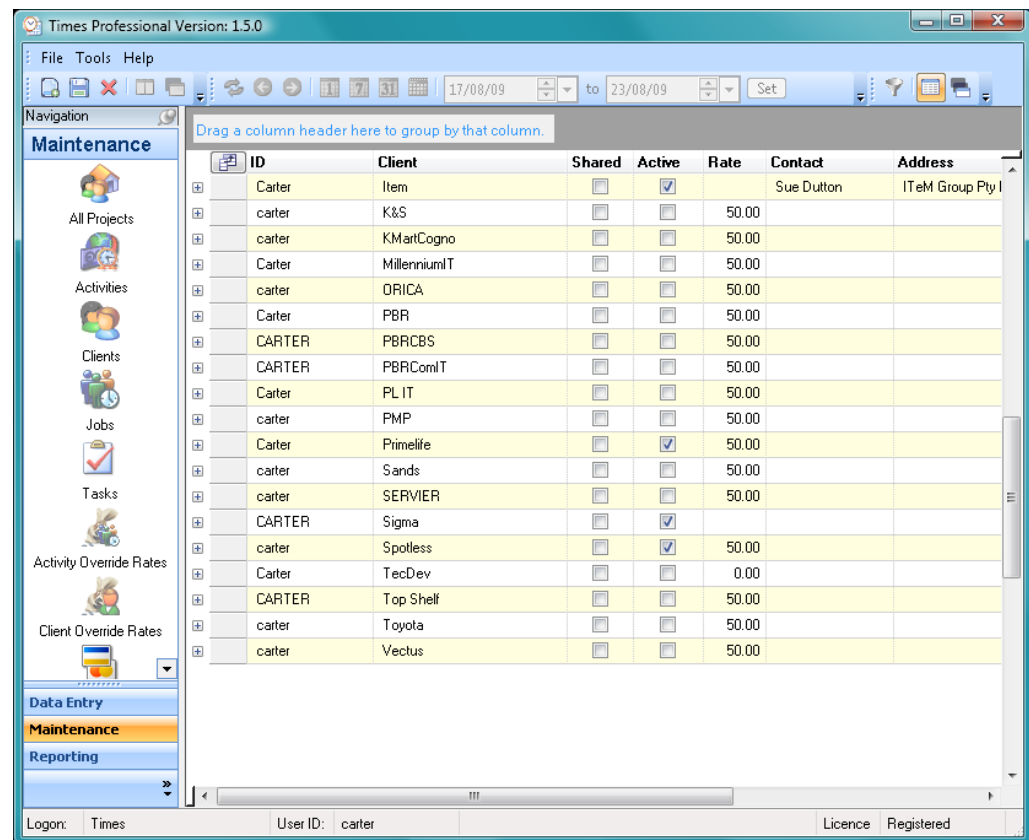 Times Professional Version: 1.5.0
File Tools Help
1 7 31 17/08/09 to 23/08/09 Set
Navigation
Maintenance
All Projects
Activities
Clients
Jobs
Tasks
Activity Override Rates
Client Override Rates
Data Entry
Maintenance
Reporting
Drag a column header here to group by that column.
ID Client Shared Active Rate Contact Address
Carter Item Sue Dutton ITeM Group Pty
carter K&S 50.00
carter KMartCogno 50.00
Carter MillenniumIT 50.00
carter ORICA 50.00
Carter PBR 50.00
CARTER PBRCBS 50.00
CARTER PBRComIT 50.00
Carter PL IT 50.00
carter PMP 50.00
Carter Primelife 50.00
carter Sands 50.00
carter SERVIER 50.00
CARTER Sigma
carter Spotless 50.00
Carter TecDev 0.00
CARTER Top Shelf 50.00
carter Toyota 50.00
carter Vectus 50.00
Logon: Times User ID: carter Licence Registered